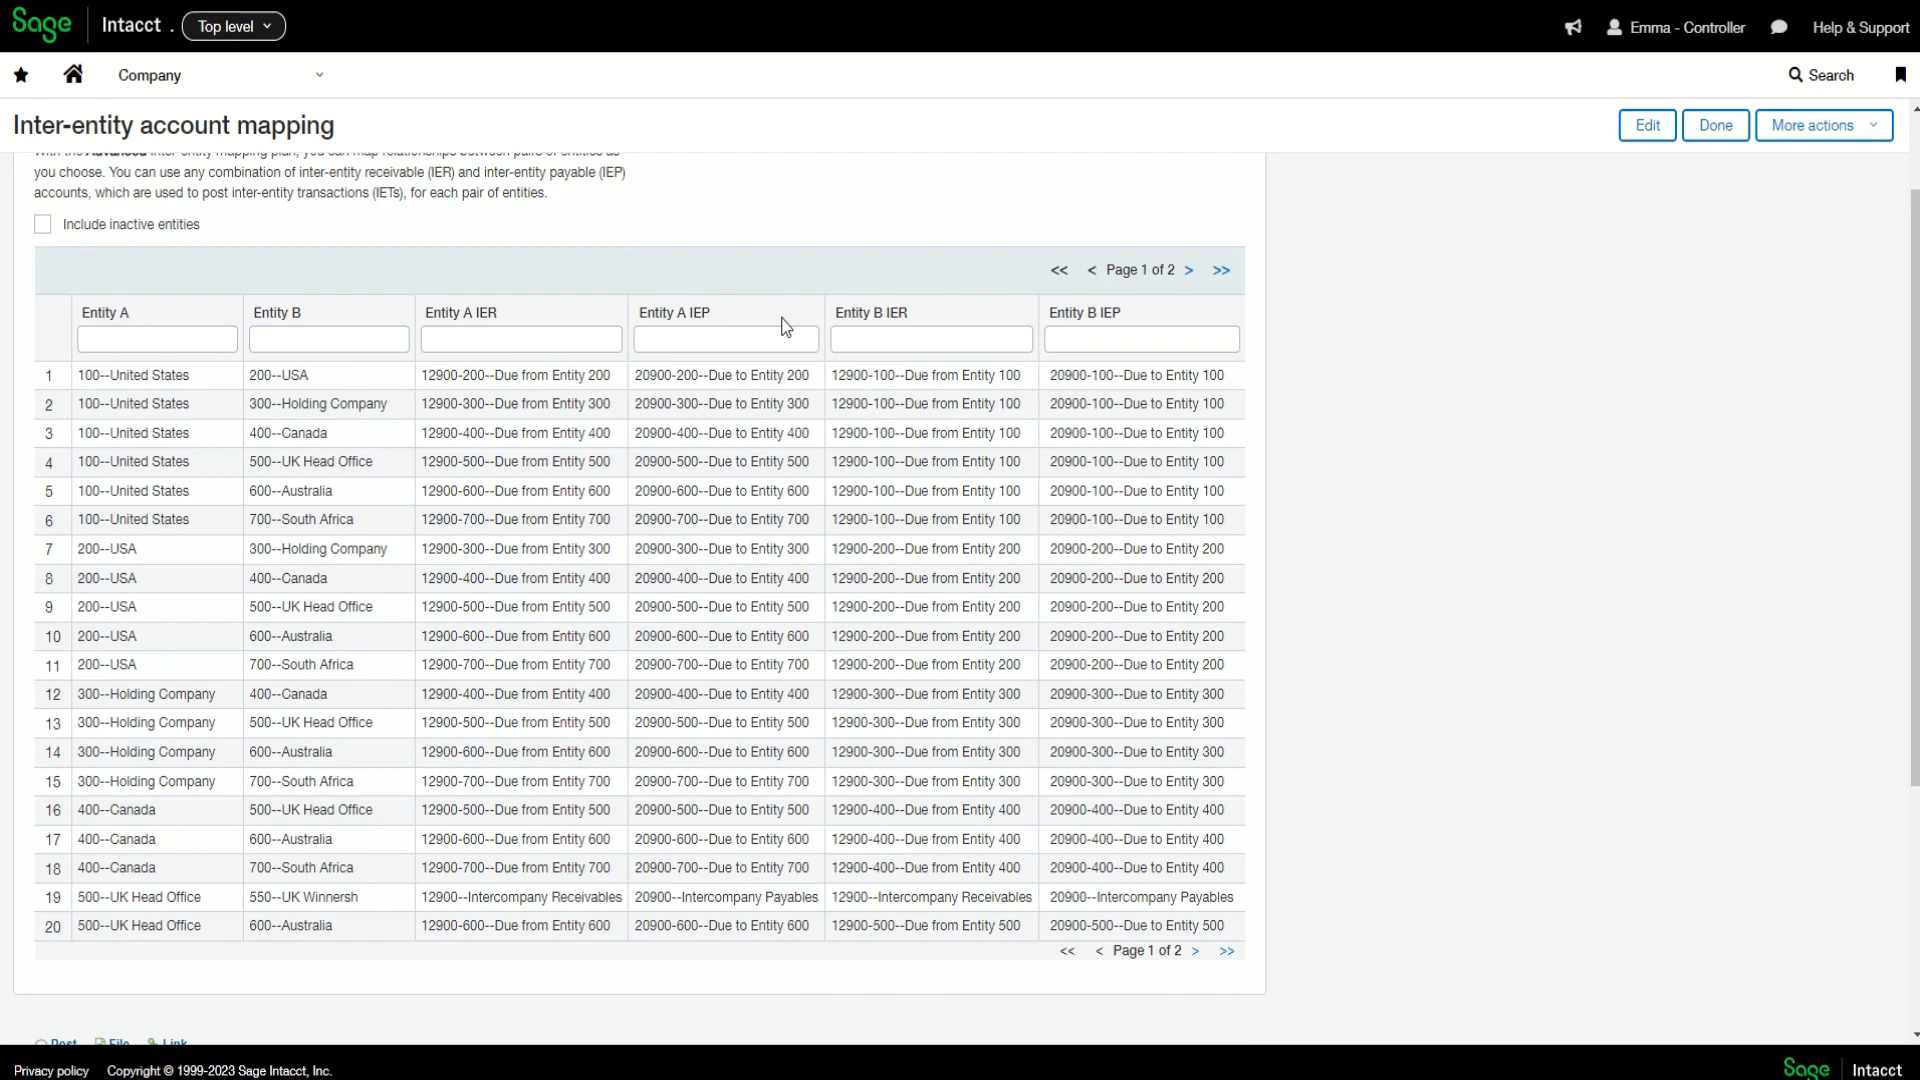 Sage Intacct . Top level Emma - Controller Help & Support
Company Search
Inter-entity account mapping Edit Done More actions
you choose. You can use any combination of inter-entity receivable (IER) and inter-entity payable (IEP)
accounts, which are used to post inter-entity transactions (IETs), for each pair of entities.
Include inactive entities
<< < Page 1 of 2 > >>
Entity A Entity B Entity A IER Entity A IEP Entity B IER Entity B IEP
1 100--United States 200--USA 12900-200--Due from Entity 200 20900-200--Due to Entity 200 12900-100--Due from Entity 100 20900-100--Due to Entity 100
2 100--United States 300--Holding Company 12900-300--Due from Entity 300 20900-300--Due to Entity 300 12900-100--Due from Entity 100 20900-100--Due to Entity 100
3 100--United States 400--Canada 12900-400--Due from Entity 400 20900-400--Due to Entity 400 12900-100--Due from Entity 100 20900-100--Due to Entity 100
4 100--United States 500--UK Head Office 12900-500--Due from Entity 500 20900-500--Due to Entity 500 12900-100--Due from Entity 100 20900-100--Due to Entity 100
5 100--United States 600--Australia 12900-600--Due from Entity 600 20900-600--Due to Entity 600 12900-100--Due from Entity 100 20900-100--Due to Entity 100
6 100--United States 700--South Africa 12900-700--Due from Entity 700 20900-700--Due to Entity 700 12900-100--Due from Entity 100 20900-100--Due to Entity 100
7 200--USA 300--Holding Company 12900-300--Due from Entity 300 20900-300--Due to Entity 300 12900-200--Due from Entity 200 20900-200--Due to Entity 200
8 200--USA 400--Canada 12900-400--Due from Entity 400 20900-400--Due to Entity 400 12900-200--Due from Entity 200 20900-200--Due to Entity 200
9 200--USA 500--UK Head Office 12900-500--Due from Entity 500 20900-500--Due to Entity 500 12900-200--Due from Entity 200 20900-200--Due to Entity 200
10 200--USA 600--Australia 12900-600--Due from Entity 600 20900-600--Due to Entity 600 12900-200--Due from Entity 200 20900-200--Due to Entity 200
11 200--USA 700--South Africa 12900-700--Due from Entity 700 20900-700--Due to Entity 700 12900-200--Due from Entity 200 20900-200--Due to Entity 200
12 300--Holding Company 400--Canada 12900-400--Due from Entity 400 20900-400--Due to Entity 400 12900-300--Due from Entity 300 20900-300--Due to Entity 300
13 300--Holding Company 500--UK Head Office 12900-500--Due from Entity 500 20900-500--Due to Entity 500 12900-300--Due from Entity 300 20900-300--Due to Entity 300
14 300--Holding Company 600--Australia 12900-600--Due from Entity 600 20900-600--Due to Entity 600 12900-300--Due from Entity 300 20900-300--Due to Entity 300
15 300--Holding Company 700--South Africa 12900-700--Due from Entity 700 20900-700--Due to Entity 700 12900-300--Due from Entity 300 20900-300--Due to Entity 300
16 400--Canada 500--UK Head Office 12900-500--Due from Entity 500 20900-500--Due to Entity 500 12900-400--Due from Entity 400 20900-400--Due to Entity 400
17 400--Canada 600--Australia 12900-600--Due from Entity 600 20900-600--Due to Entity 600 12900-400--Due from Entity 400 20900-400--Due to Entity 400
18 400--Canada 700--South Africa 12900-700--Due from Entity 700 20900-700--Due to Entity 700 12900-400--Due from Entity 400 20900-400--Due to Entity 400
19 500--UK Head Office 550--UK Winnersh 12900--Intercompany Receivables 20900--Intercompany Payables 12900--Intercompany Receivables 20900--Intercompany Payables
20 500--UK Head Office 600--Australia 12900-600--Due from Entity 600 20900-600--Due to Entity 600 12900-500--Due from Entity 500 20900-500--Due to Entity 500
<< < Page 1 of 2 > >>
Post File Link
Privacy policy Copyright © 1999-2023 Sage Intacct, Inc. Sage Intacct